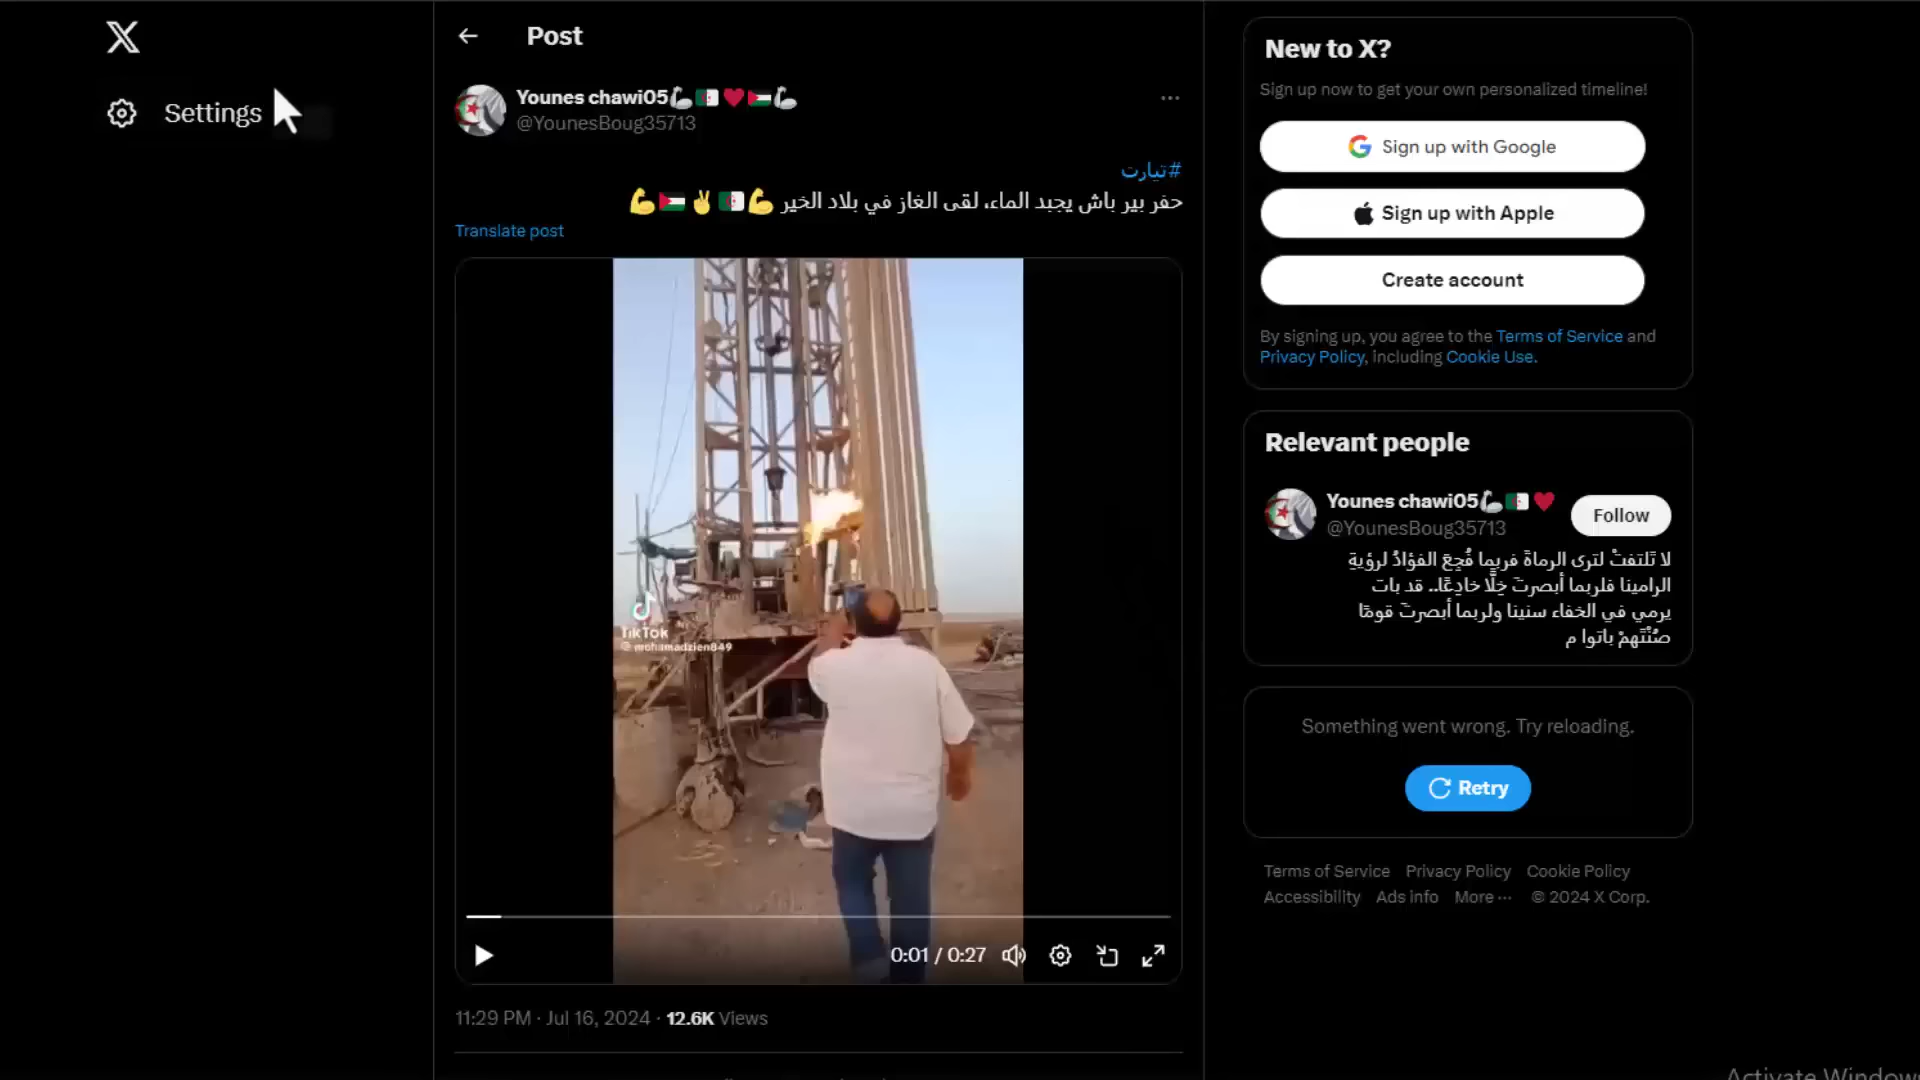 Settings
Post
Younes chawi05💪🇩🇿❤️🇵🇸💪
@YounesBoug35713
#تيارت
حفر بير باش يجبد الماء، لقى الغاز في بلاد الخير 💪🇩🇿✌️🇵🇸💪
Translate post
TikTok
@mohamadzien849
0:01 / 0:27
11:29 PM · Jul 16, 2024 · 12.6K Views
New to X?
Sign up now to get your own personalized timeline!
Sign up with Google
Sign up with Apple
Create account
By signing up, you agree to the Terms of Service and
Privacy Policy, including Cookie Use.
Relevant people
Younes chawi05💪🇩🇿❤️
@YounesBoug35713
Follow
لا تَلتفتْ لترى الرماةَ فربما فُجِعَ الفؤادُ لرؤيةِ
الرامينا فلربما أبصرتَ خِلًّا خادِعًا.. قد بات
يرمي في الخفاء سنينا ولربما أبصرتَ قومًا
صُنْتَهمْ باتوا م
Something went wrong. Try reloading.
Retry
Terms of Service Privacy Policy Cookie Policy
Accessibility Ads info More ··· © 2024 X Corp.
Activate Windows